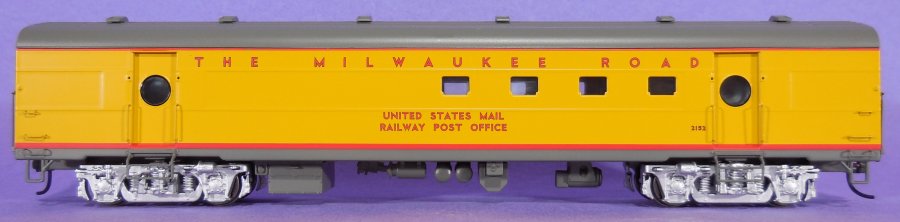 THE MILWAUKEE ROAD
UNITED STATES MAIL
RAILWAY POST OFFICE
2152